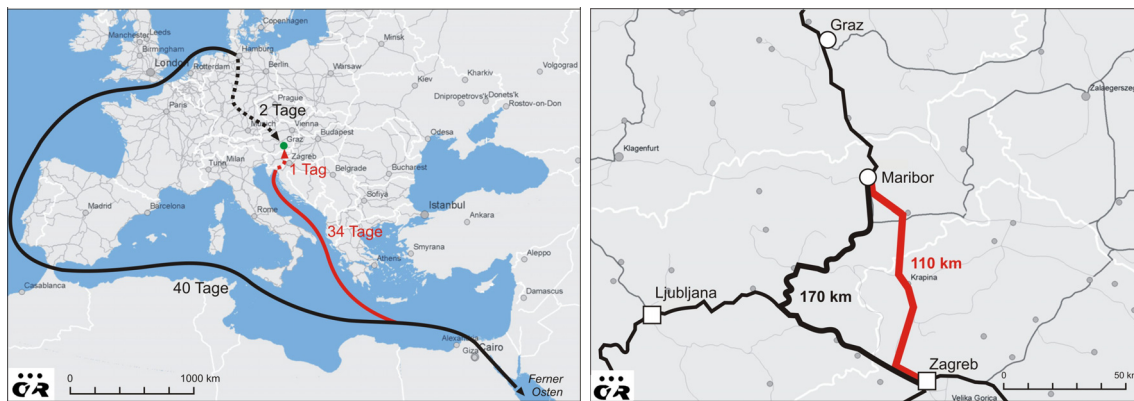 Copenhagen
Manchester
Leeds
Birmingham
Hamburg
Minsk
London
Rotterdam
Berlin
Warsaw
Volgograd
Kiev
Kharkiv
2 Tage
Prague
Dnipropetrovs'k
Donets'k
Paris
Rostov-on-Don
Munich
Vienna
Graz
Budapest
Odesa
Milan
Zagreb
Turin
1 Tag
Belgrade
Bucharest
Madrid
Barcelona
Rome
Sofiya
Istanbul
34 Tage
Ankara
Athens
Smyrna
Aleppo
Casablanca
40 Tage
Damascus
Alexandria
Giza
Cairo
0
1000 km
Ferner
Osten
Graz
Zalaegerszeg
Klagenfurt
Maribor
110 km
Krapina
170 km
Ljubljana
Zagreb
0
50 km
Velika Gorica